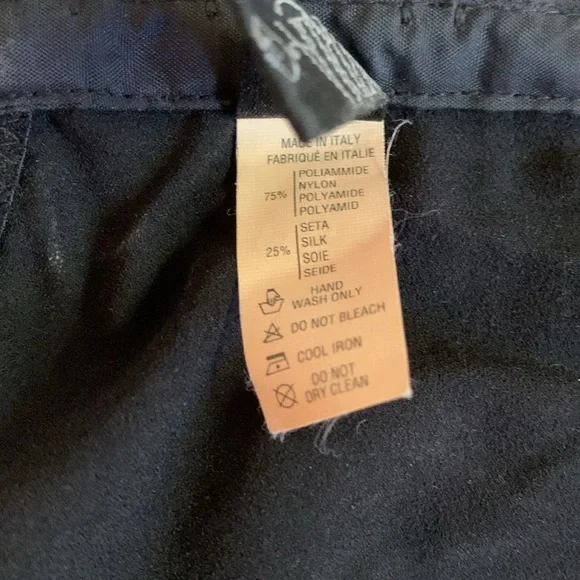 MADE IN ITALY
FABRIQUÉ EN ITALIE
75%
POLIAMMIDE
NYLON
POLYAMIDE
POLYAMID
25%
SETA
SILK
SOIE
SEIDE
HAND
WASH ONLY
DO NOT BLEACH
COOL IRON
DO NOT
DRY CLEAN